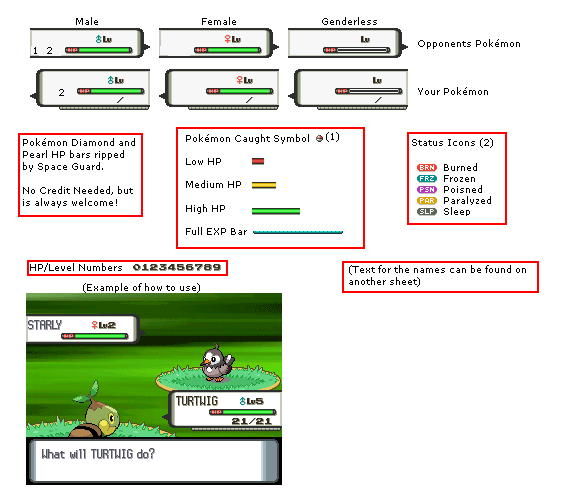 Male Female Genderless
♂Lv ♀Lv Lv
1 2 HP HP HP
Opponents Pokémon
♂Lv ♀Lv Lv
2 HP HP HP
/ / /
Your Pokémon
Pokémon Diamond and
Pearl HP bars ripped
by Space Guard.
No Credit Needed, but
is always welcome!
Pokémon Caught Symbol (1)
Low HP
Medium HP
High HP
Full EXP Bar
Status Icons (2)
BRN Burned
FRZ Frozen
PSN Poisned
PAR Paralyzed
SLP Sleep
HP/Level Numbers 0123456789
(Text for the names can be found on
another sheet)
(Example of how to use)
STARLY ♀Lv2
HP
TURTWIG ♂Lv5
HP
21/21
What will TURTWIG do?